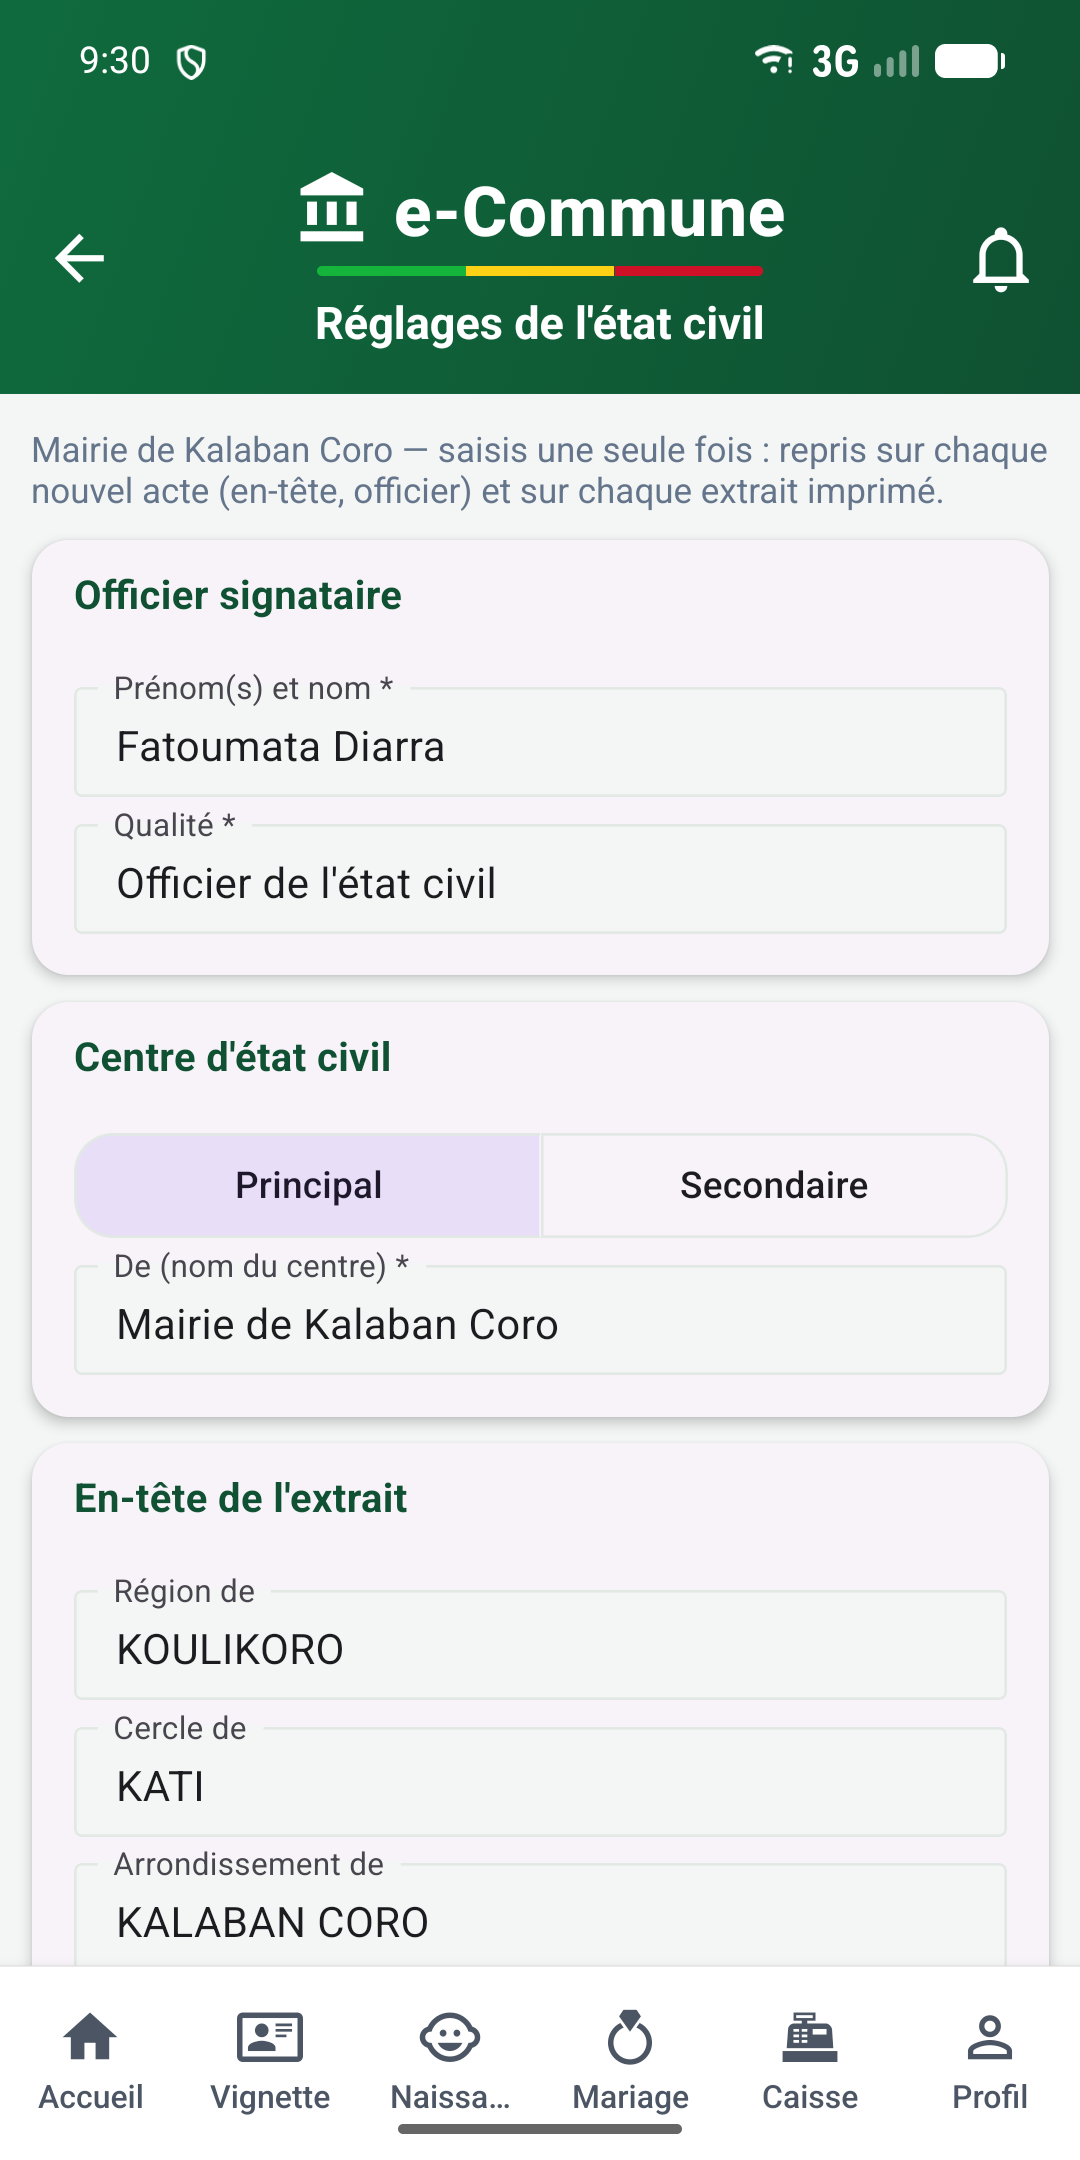 9:30
3G
e-Commune
Réglages de l'état civil
Mairie de Kalaban Coro — saisis une seule fois : repris sur chaque
nouvel acte (en-tête, officier) et sur chaque extrait imprimé.
Officier signataire
Prénom(s) et nom *
Fatoumata Diarra
Qualité *
Officier de l'état civil
Centre d'état civil
Principal
Secondaire
De (nom du centre) *
Mairie de Kalaban Coro
En-tête de l'extrait
Région de
KOULIKORO
Cercle de
KATI
Arrondissement de
KALABAN CORO
Accueil
Vignette
Naissa...
Mariage
Caisse
Profil